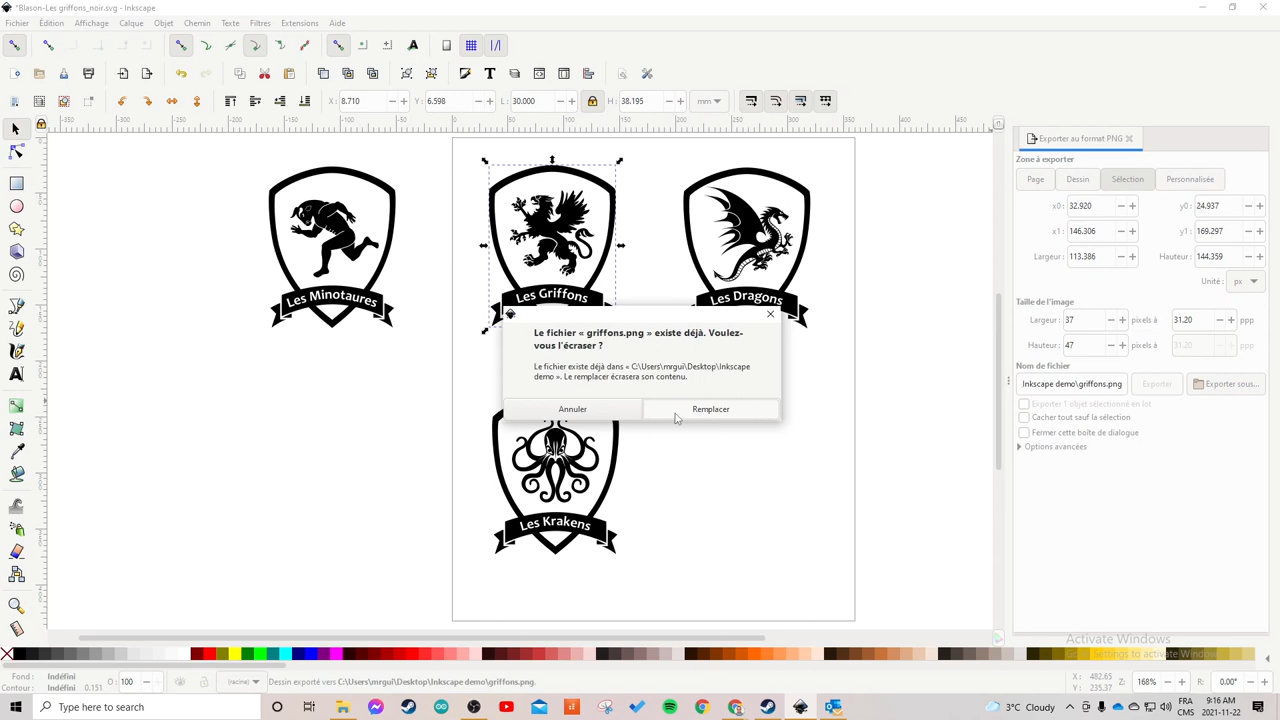 *Blason-Les griffons_noir.svg - Inkscape
Fichier Édition Affichage Calque Objet Chemin Texte Filtres Extensions Aide
X: 8.710 Y: 6.598 L: 30.000 H: 38.195 mm
Exporter au format PNG
Zone à exporter
Page Dessin Sélection Personnalisée
x0: 32.920 y0: 24.937
x1: 146.306 y1: 169.297
Largeur : 113.386 Hauteur : 144.359
Unité : px
Taille de l'image
Largeur : 37 pixels à 31.20 ppp
Hauteur : 47 pixels à 31.20 ppp
Nom de fichier
Inkscape demo\griffons.png Exporter Exporter sous...
Exporter 1 objet sélectionné en lot
Cacher tout sauf la sélection
Fermer cette boîte de dialogue
Options avancées
Les Minotaures
Les Griffons
Les Dragons
Le fichier « griffons.png » existe déjà. Voulez-
vous l'écraser ?
Le fichier existe déjà dans « C:\Users\mrgui\Desktop\Inkscape
demo ». Le remplacer écrasera son contenu.
Annuler Remplacer
Les Krakens
Activate Windows
Go to Settings to activate Windows.
Fond : Indéfini
Contour : Indéfini 0.151
O: 100
(racine)
Dessin exporté vers C:\Users\mrgui\Desktop\Inkscape demo\griffons.png.
X: 482.65
Y: 235.37
Z: 168% R: 0.00°
Type here to search
3°C Cloudy
FRA
CMS
9:16 AM
2021-11-22